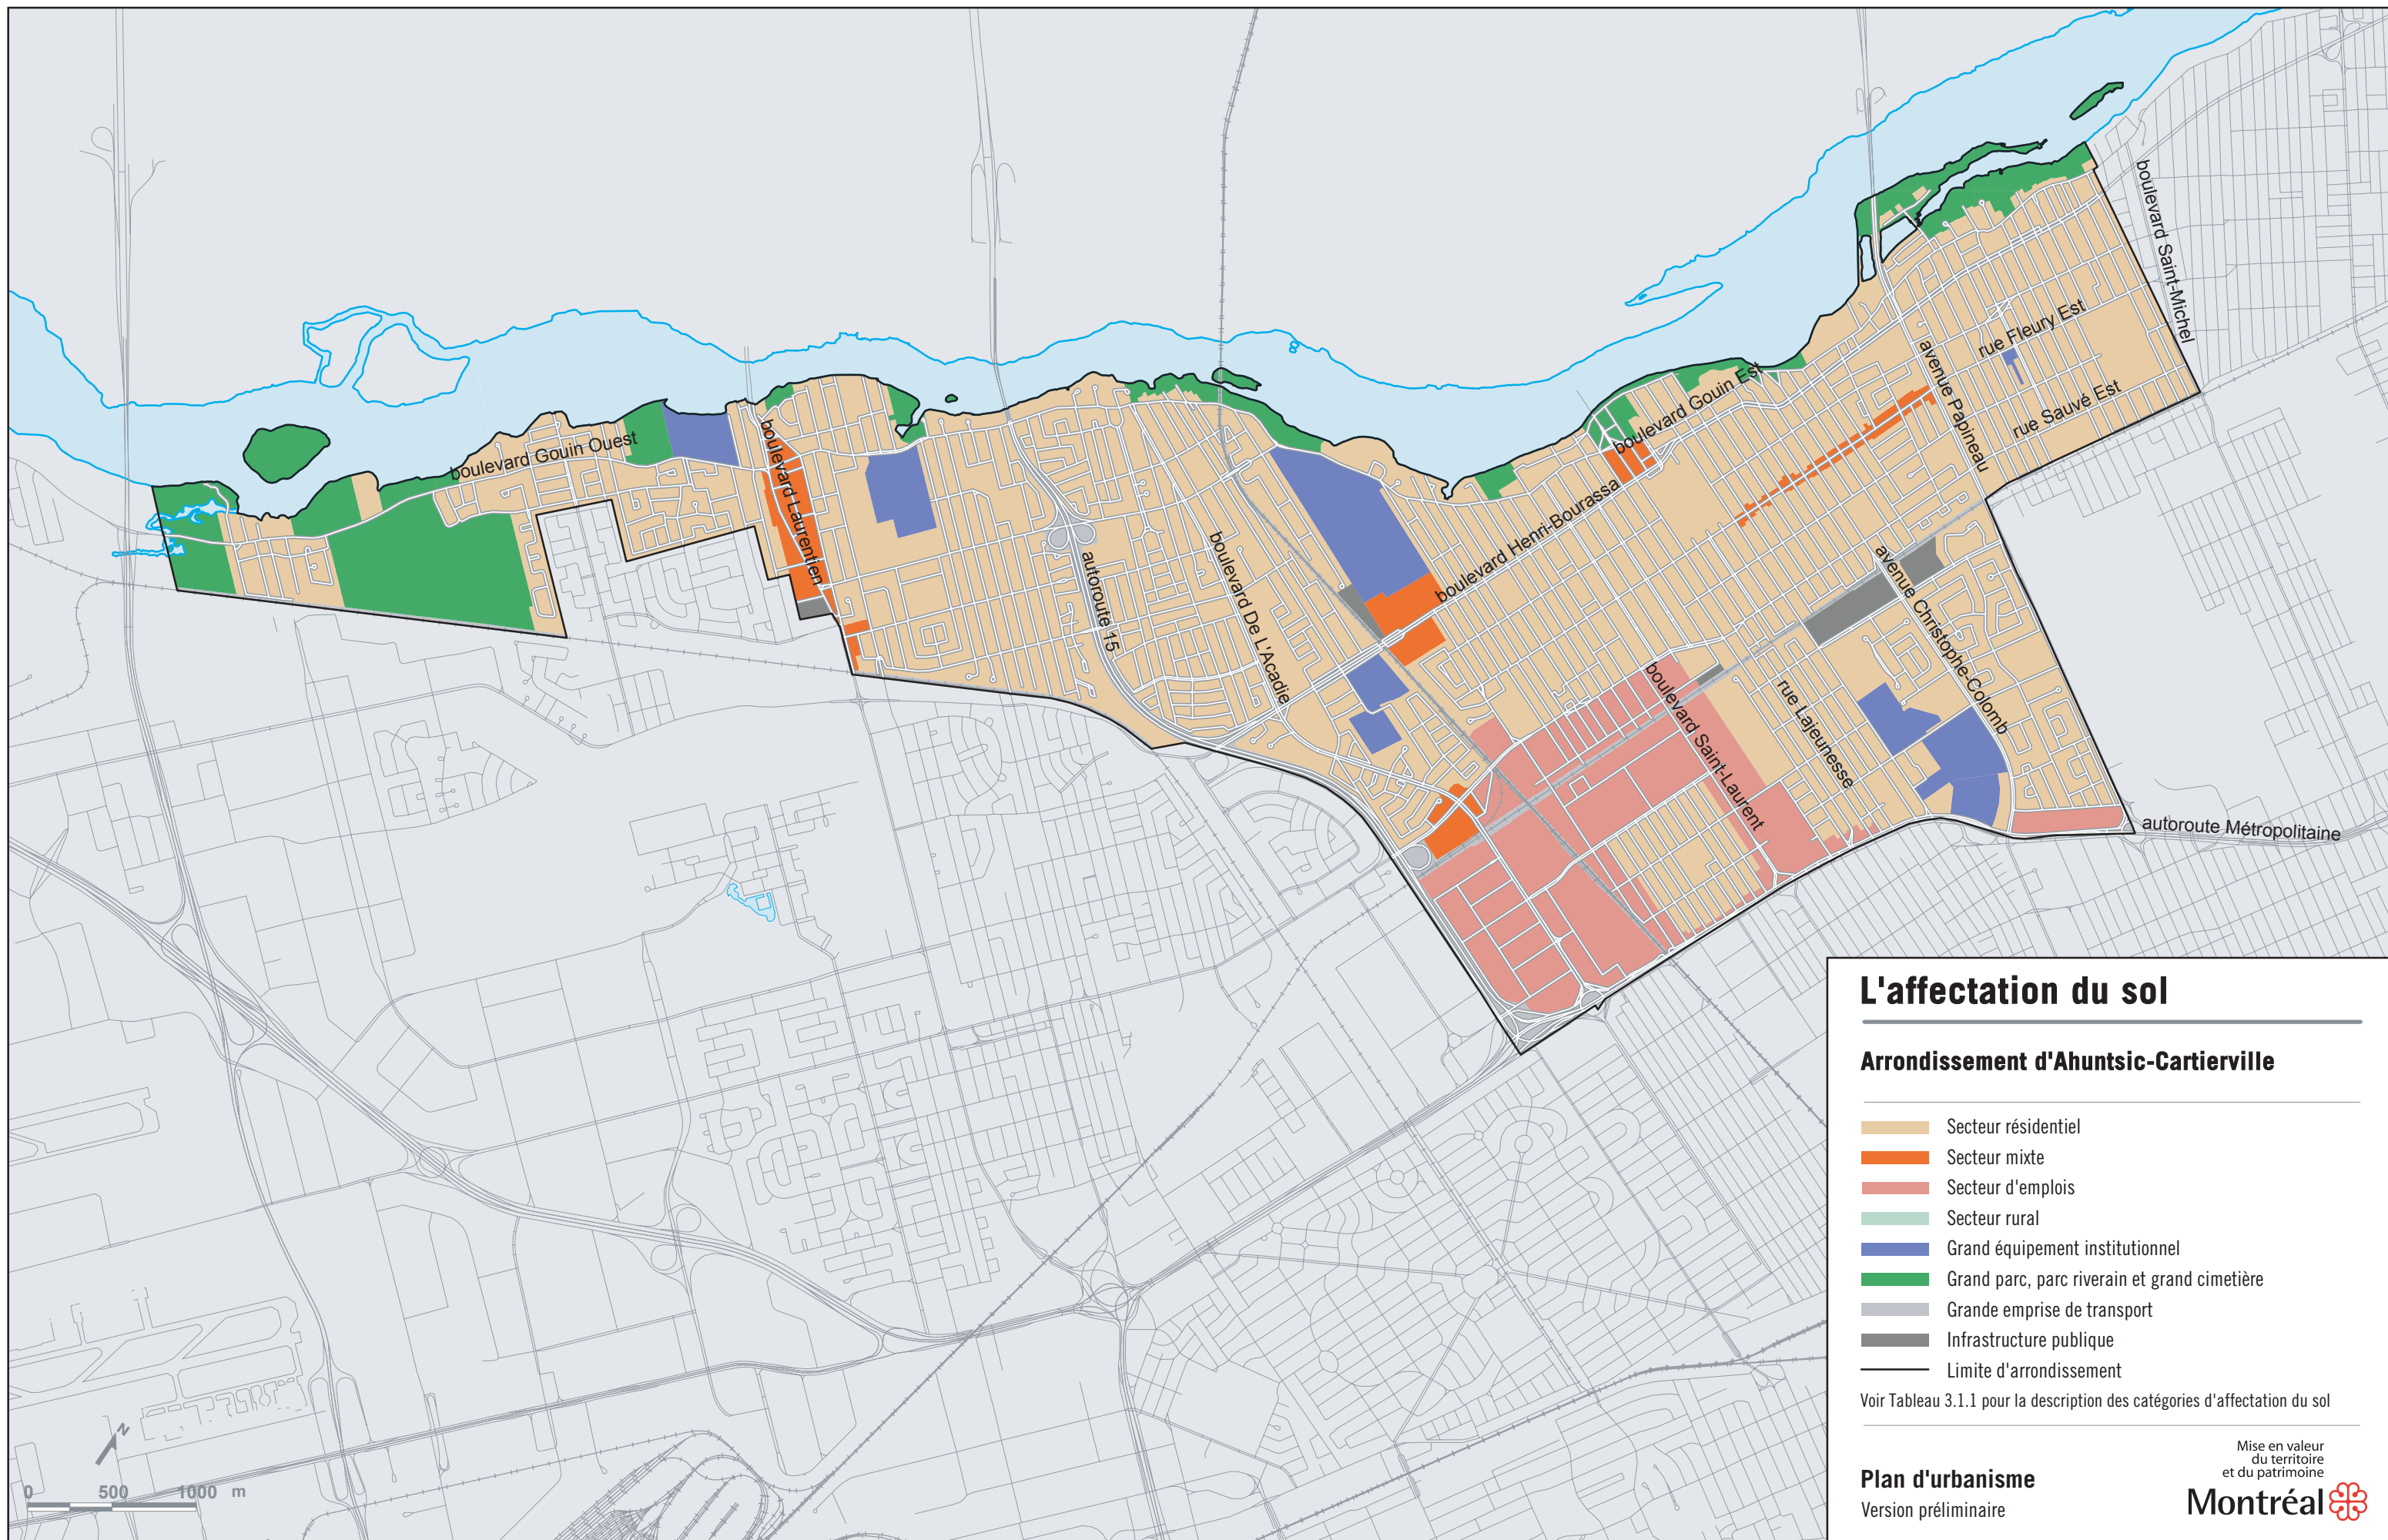 boulevard Saint-Michel
rue Fleury Est
avenue Papineau
rue Sauvé Est
boulevard Gouin Est
boulevard Gouin Ouest
boulevard Laurentien
boulevard Henri-Bourassa
autoroute 15
boulevard De L'Acadie
avenue Christophe-Colomb
boulevard Saint-Laurent
rue Lajeunesse
autoroute Métropolitaine
L'affectation du sol
Arrondissement d'Ahuntsic-Cartierville
Secteur résidentiel
Secteur mixte
Secteur d'emplois
Secteur rural
Grand équipement institutionnel
Grand parc, parc riverain et grand cimetière
Grande emprise de transport
Infrastructure publique
Limite d'arrondissement
Voir Tableau 3.1.1 pour la description des catégories d'affectation du sol
Plan d'urbanisme
Version préliminaire
Mise en valeur
du territoire
et du patrimoine
Montréal
N
0 500 1000 m